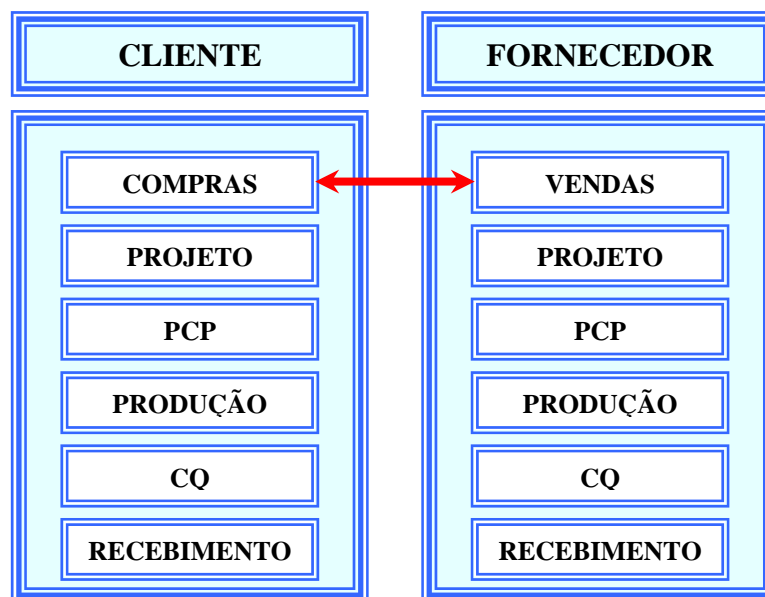 CLIENTE
FORNECEDOR
COMPRAS
VENDAS
PROJETO
PROJETO
PCP
PCP
PRODUÇÃO
PRODUÇÃO
CQ
CQ
RECEBIMENTO
RECEBIMENTO